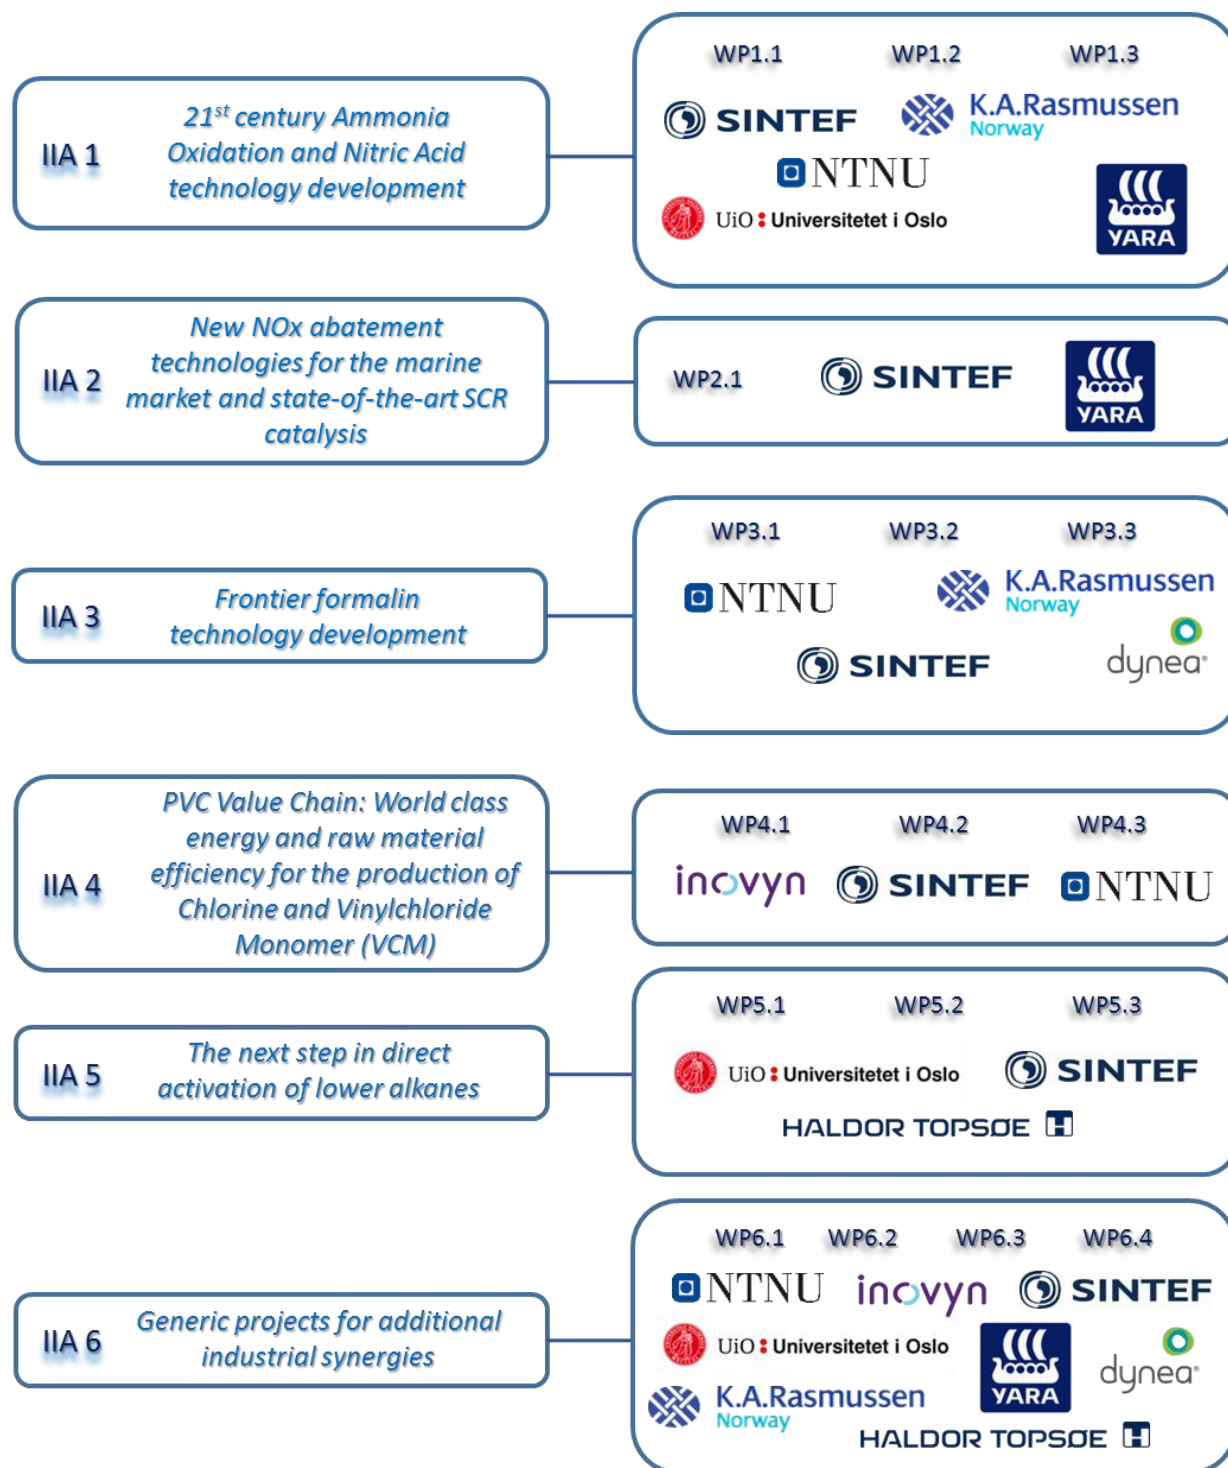 WP1.1 WP1.2 WP1.3
IIA 1
21st century Ammonia
Oxidation and Nitric Acid
technology development
SINTEF
K.A.Rasmussen
Norway
NTNU
UiO : Universitetet i Oslo
YARA
IIA 2
New NOx abatement
technologies for the marine
market and state-of-the-art SCR
catalysis
WP2.1
SINTEF
YARA
IIA 3
Frontier formalin
technology development
WP3.1 WP3.2 WP3.3
NTNU
K.A.Rasmussen
Norway
SINTEF
dynea®
IIA 4
PVC Value Chain: World class
energy and raw material
efficiency for the production of
Chlorine and Vinylchloride
Monomer (VCM)
WP4.1 WP4.2 WP4.3
inovyn
SINTEF
NTNU
IIA 5
The next step in direct
activation of lower alkanes
WP5.1 WP5.2 WP5.3
UiO : Universitetet i Oslo
SINTEF
HALDOR TOPSØE H
IIA 6
Generic projects for additional
industrial synergies
WP6.1 WP6.2 WP6.3 WP6.4
NTNU
inovyn
SINTEF
UiO : Universitetet i Oslo
YARA
dynea®
K.A.Rasmussen
Norway
HALDOR TOPSØE H